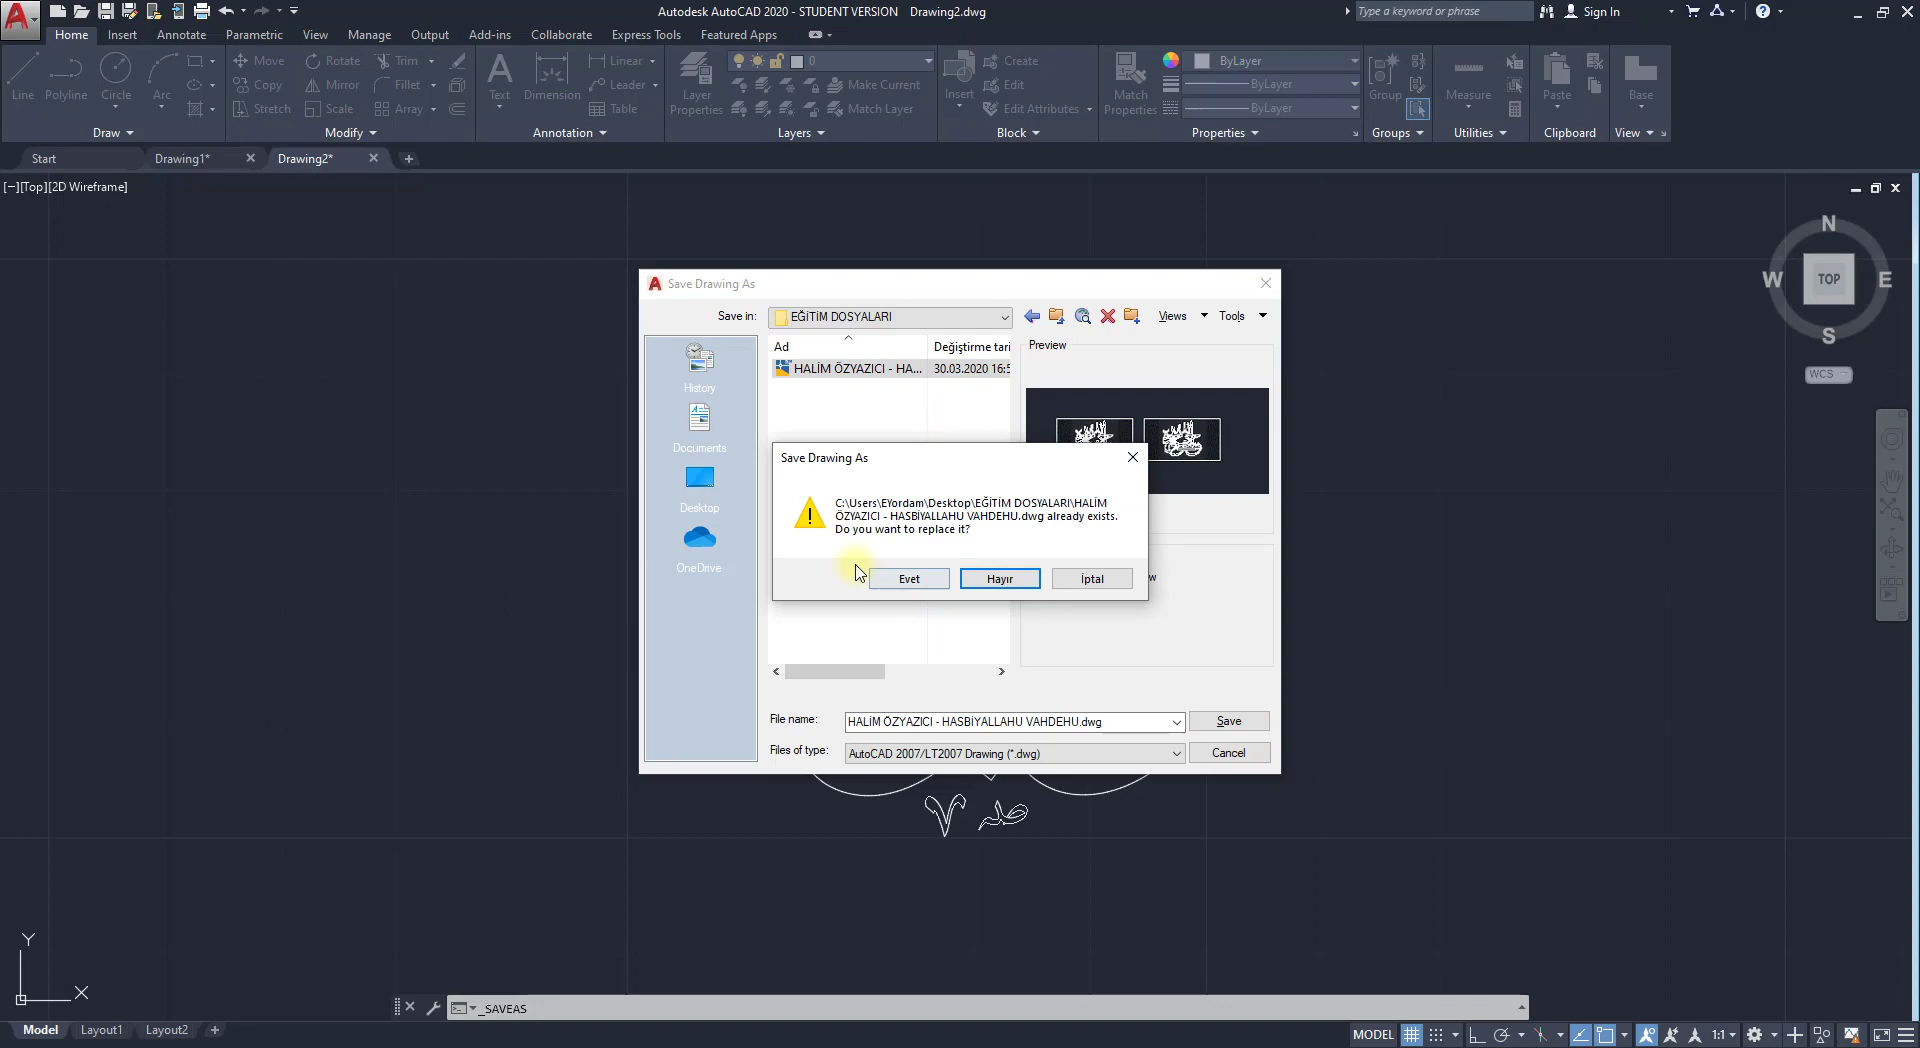 Autodesk AutoCAD 2020 - STUDENT VERSION Drawing2.dwg
Type a keyword or phrase
Sign In
Home Insert Annotate Parametric View Manage Output Add-ins Collaborate Express Tools Featured Apps
Line Polyline Circle Arc
Draw
Move Rotate Trim
Copy Mirror Fillet
Stretch Scale Array
Modify
Text Dimension
Linear
Leader
Table
Annotation
Layer
Properties
0
Make Current
Match Layer
Layers
Insert
Create
Edit
Edit Attributes
Block
Match
Properties
ByLayer
ByLayer
ByLayer
Properties
Group
Groups
Measure
Utilities
Paste
Clipboard
Base
View
Start Drawing1* Drawing2*
[−][Top][2D Wireframe]
N
W TOP E
S
WCS
Save Drawing As
Save in: EĞİTİM DOSYALARI
Views Tools
History
Documents
Desktop
OneDrive
Ad Değiştirme tari
HALİM ÖZYAZICI - HA... 30.03.2020 16:5
Preview
Save Drawing As
C:\Users\EYordam\Desktop\EĞİTİM DOSYALARI\HALİM
ÖZYAZICI - HASBİYALLAHU VAHDEHU.dwg already exists.
Do you want to replace it?
Evet Hayır İptal
w
File name: HALİM ÖZYAZICI - HASBİYALLAHU VAHDEHU.dwg Save
Files of type: AutoCAD 2007/LT2007 Drawing (*.dwg) Cancel
Y
X
_SAVEAS
Model Layout1 Layout2
MODEL 1:1